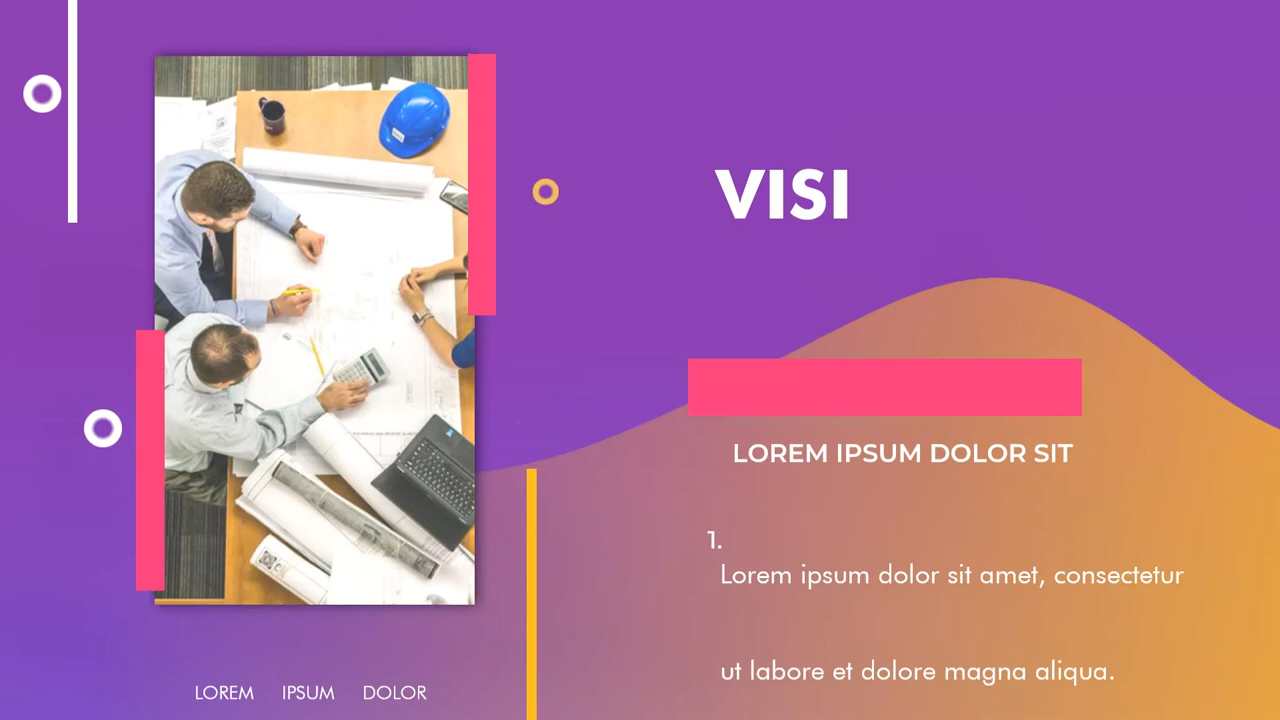 VISI
LOREM IPSUM DOLOR SIT
1.
Lorem ipsum dolor sit amet, consectetur
ut labore et dolore magna aliqua.
LOREM IPSUM DOLOR